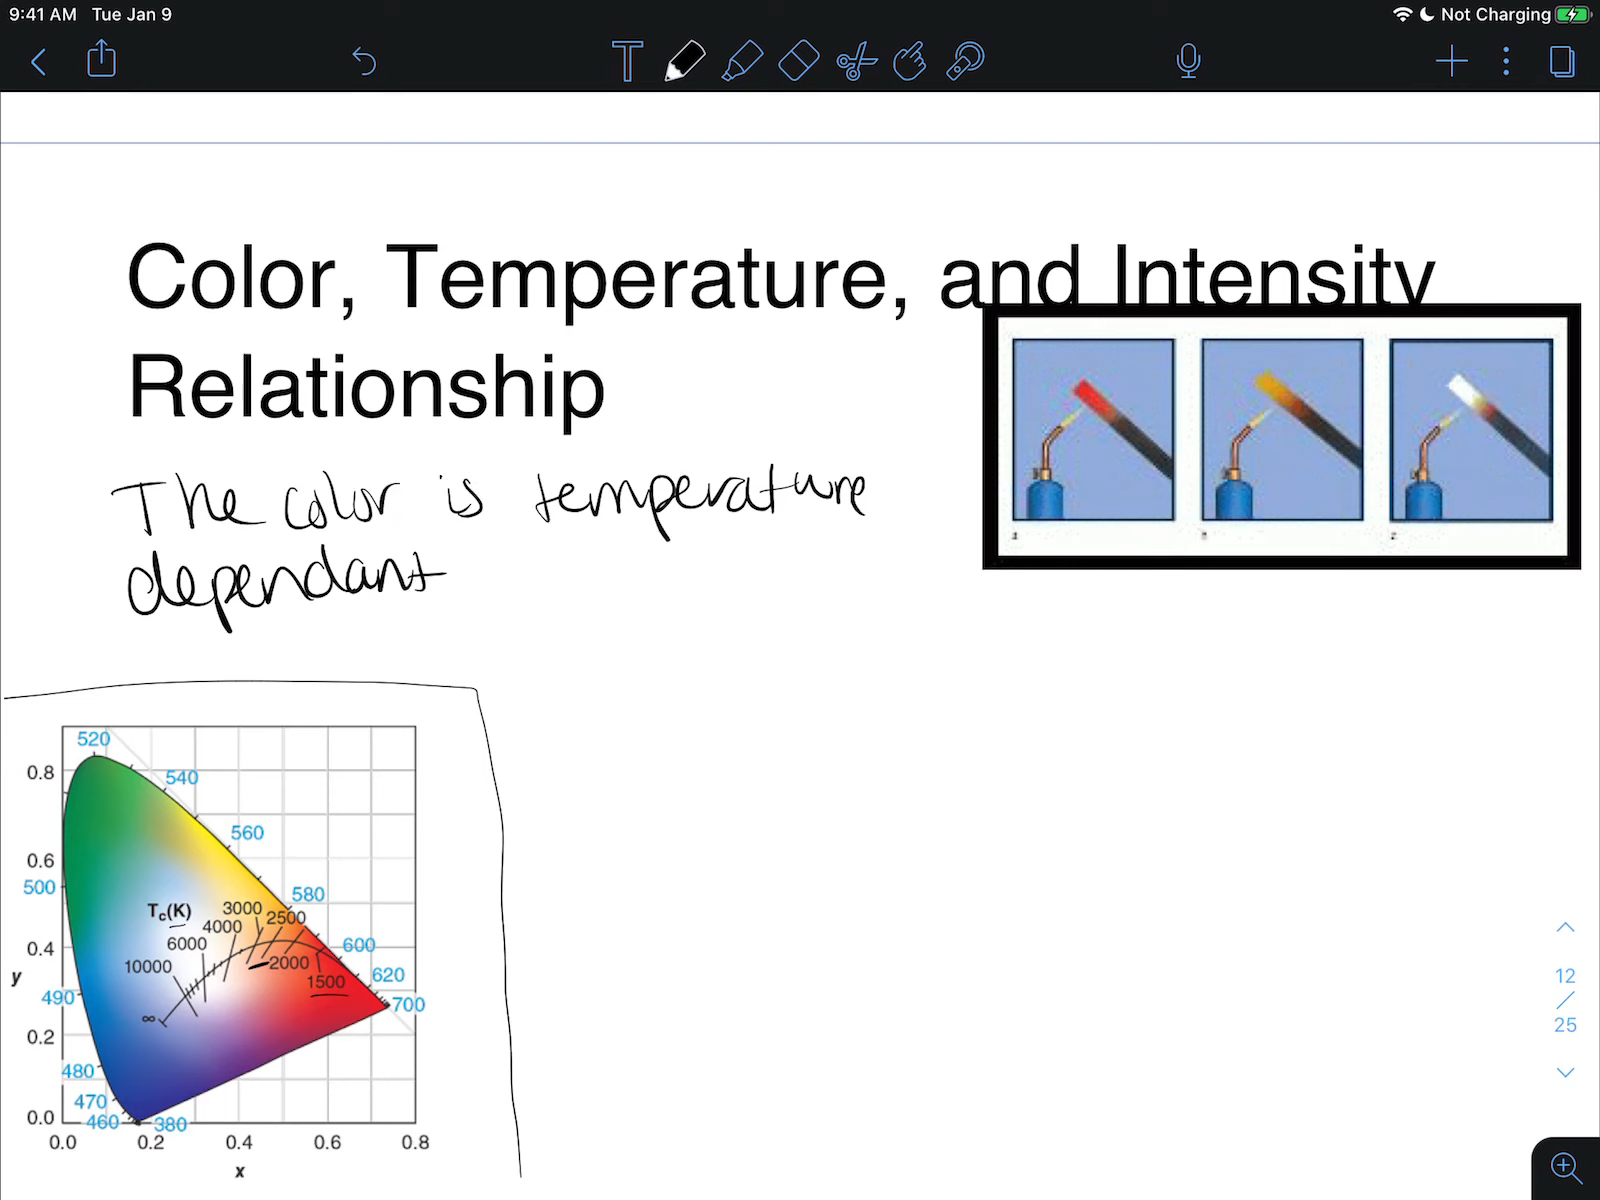 9:41 AM Tue Jan 9
Not Charging
T
Color, Temperature, and Intensity
Relationship
The color is temperature
dependant
520
0.8
540
560
0.6
500
580
Tc(K)
3000
2500
4000
6000
0.4
600
10000
2000
y
1500
620
490
700
∞
0.2
480
470
0.0
460
380
0.0 0.2 0.4 0.6 0.8
x
12
/
25